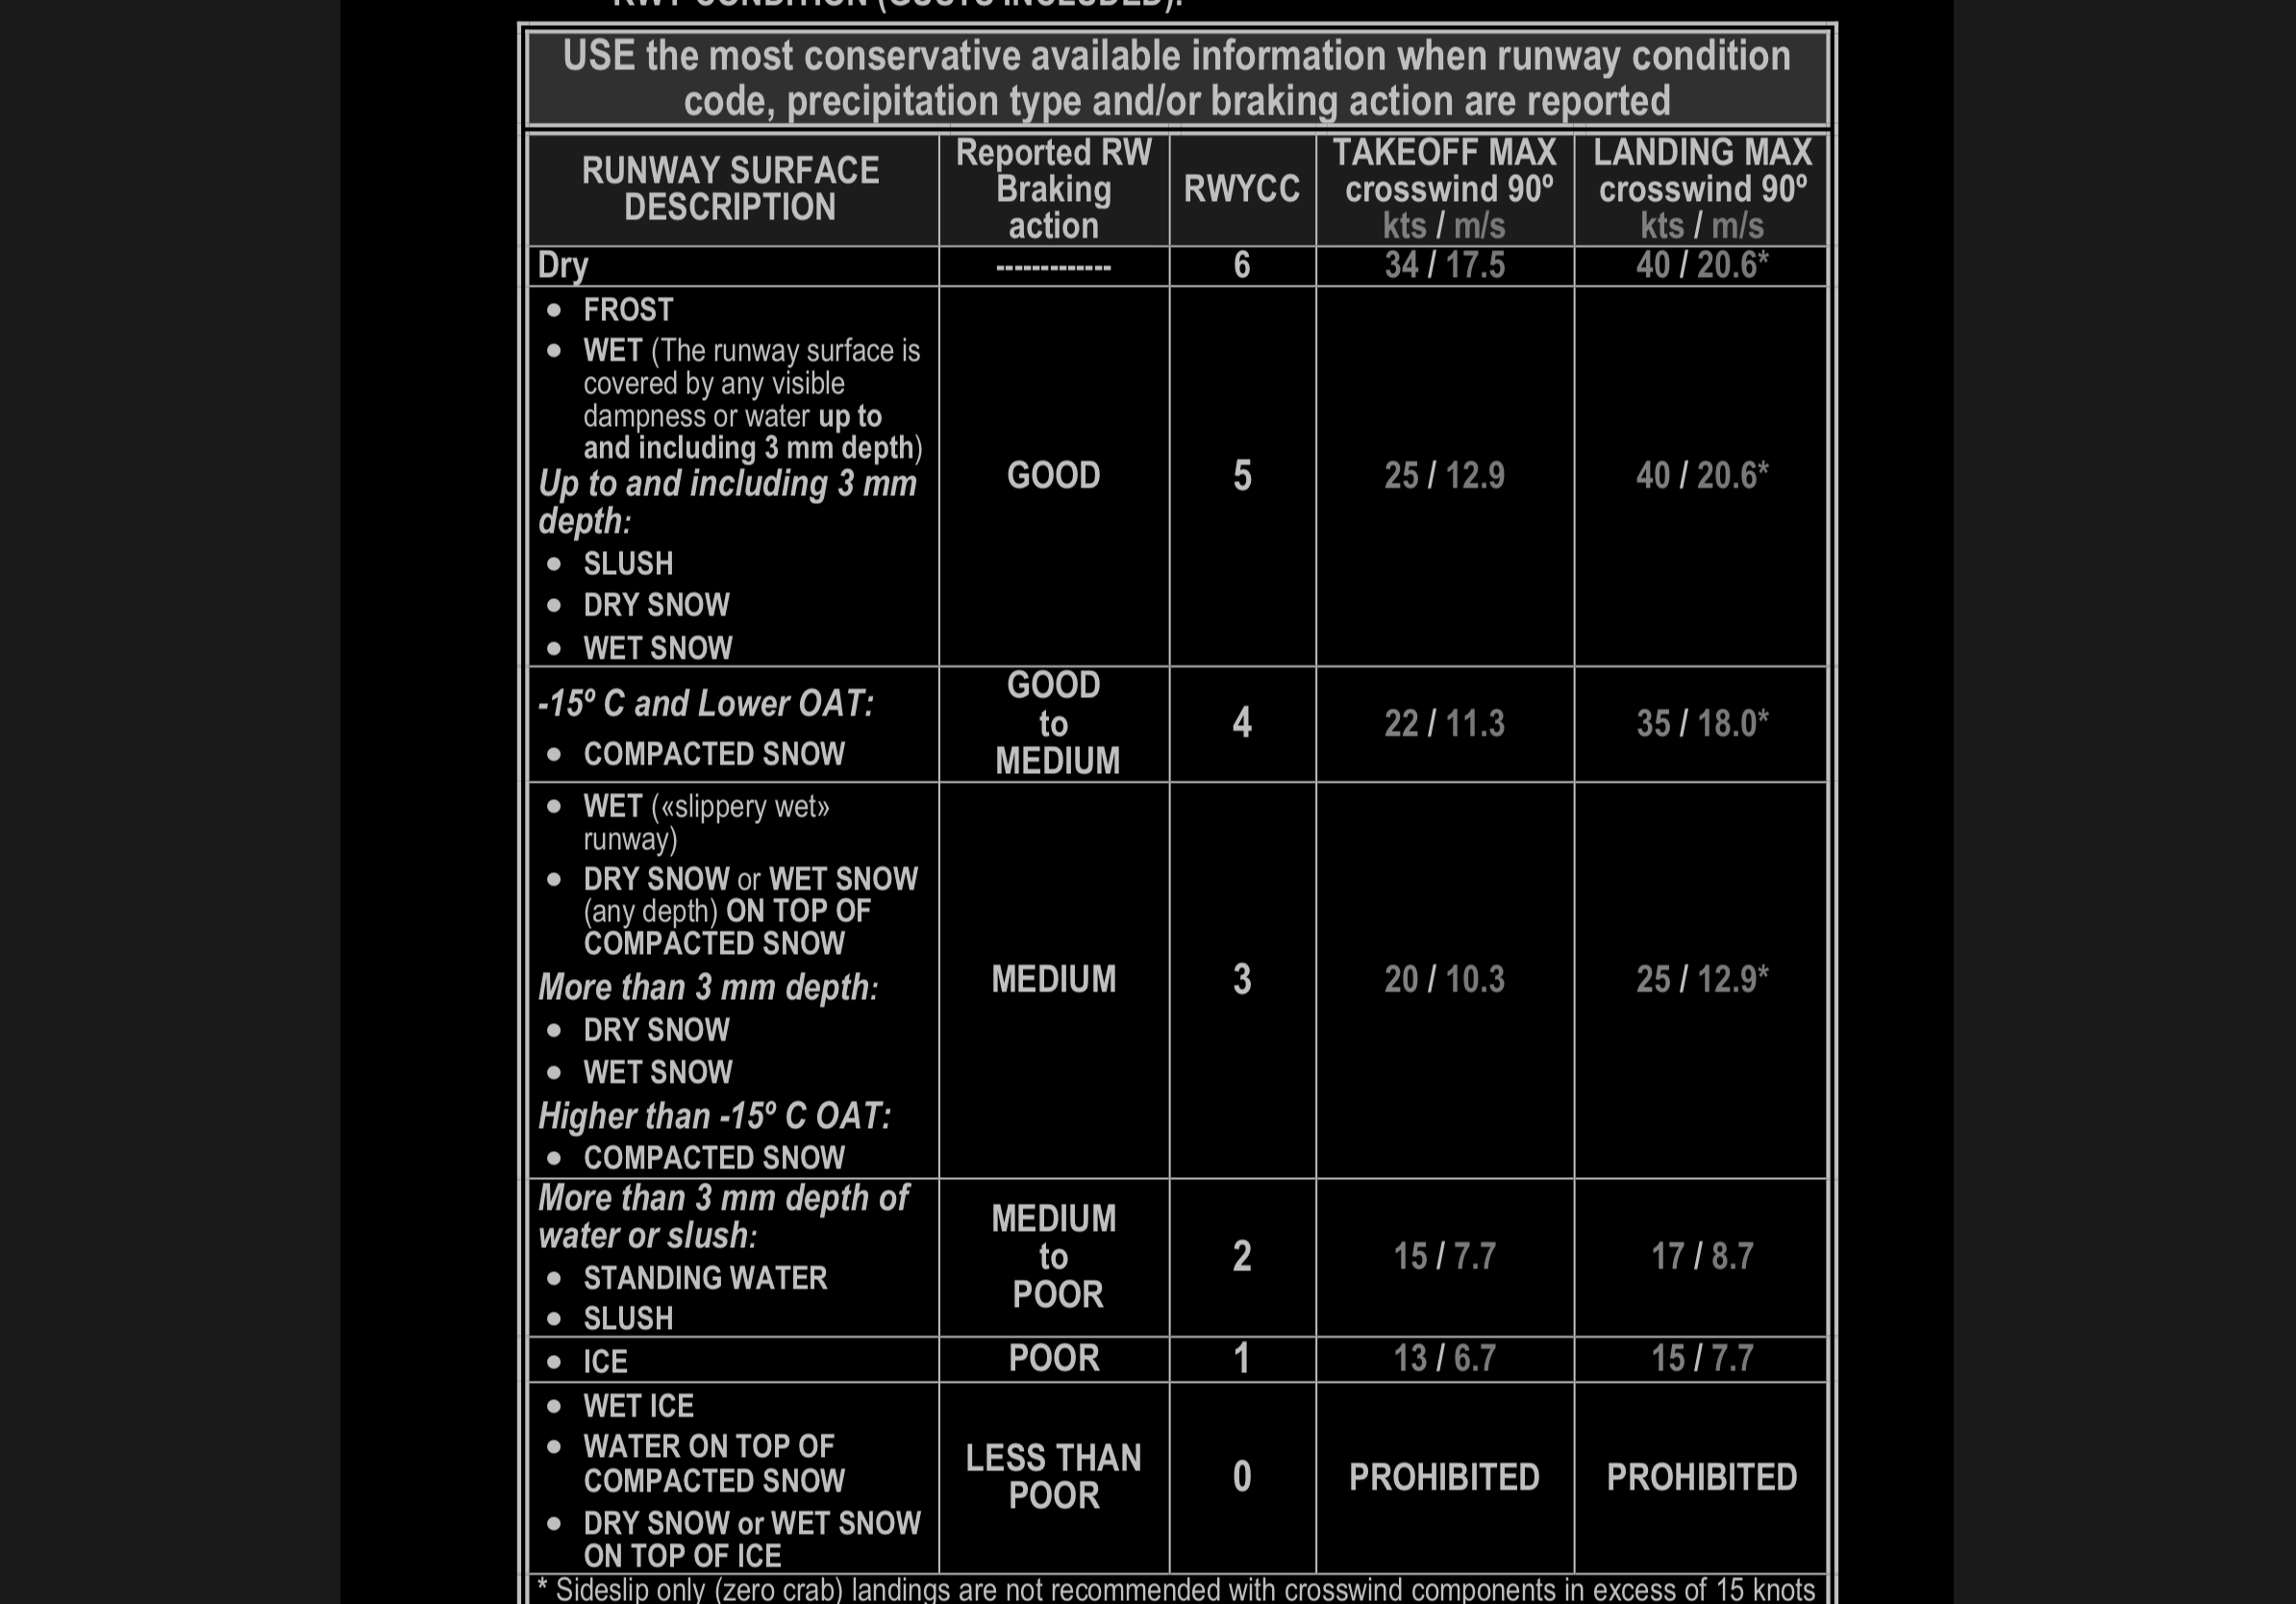 RWY CONDITION (GUSTS INCLUDED):
USE the most conservative available information when runway condition
code, precipitation type and/or braking action are reported
RUNWAY SURFACE
DESCRIPTION
Reported RW
Braking
action
RWYCC
TAKEOFF MAX
crosswind 90º
kts / m/s
LANDING MAX
crosswind 90º
kts / m/s
Dry
-------------
6
34 / 17.5
40 / 20.6*
● FROST
● WET (The runway surface is
covered by any visible
dampness or water up to
and including 3 mm depth)
Up to and including 3 mm
depth:
● SLUSH
● DRY SNOW
● WET SNOW
GOOD
5
25 / 12.9
40 / 20.6*
-15º C and Lower OAT:
● COMPACTED SNOW
GOOD
to
MEDIUM
4
22 / 11.3
35 / 18.0*
● WET («slippery wet»
runway)
● DRY SNOW or WET SNOW
(any depth) ON TOP OF
COMPACTED SNOW
More than 3 mm depth:
● DRY SNOW
● WET SNOW
Higher than -15º C OAT:
● COMPACTED SNOW
MEDIUM
3
20 / 10.3
25 / 12.9*
More than 3 mm depth of
water or slush:
● STANDING WATER
● SLUSH
MEDIUM
to
POOR
2
15 / 7.7
17 / 8.7
● ICE
POOR
1
13 / 6.7
15 / 7.7
● WET ICE
● WATER ON TOP OF
COMPACTED SNOW
● DRY SNOW or WET SNOW
ON TOP OF ICE
LESS THAN
POOR
0
PROHIBITED
PROHIBITED
* Sideslip only (zero crab) landings are not recommended with crosswind components in excess of 15 knots